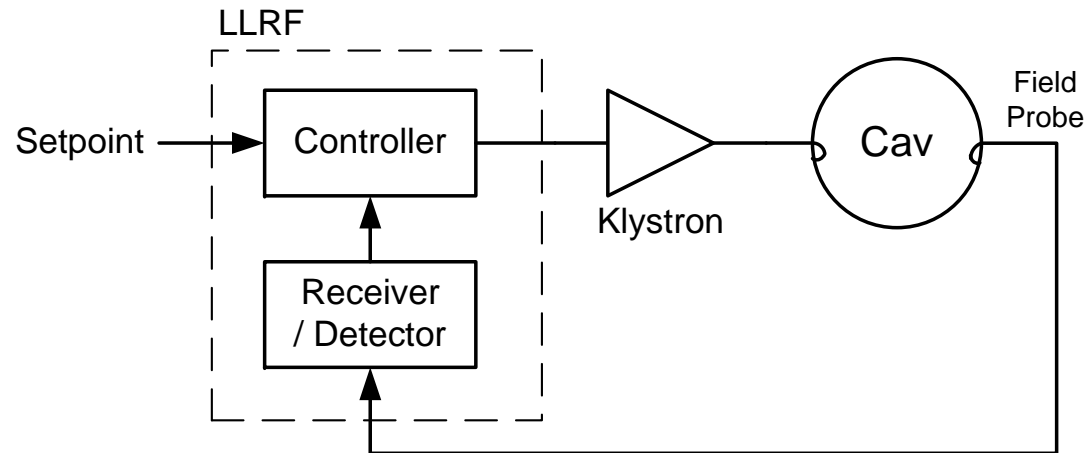 LLRF
Setpoint
Controller
Klystron
Cav
Field
Probe
Receiver
/ Detector